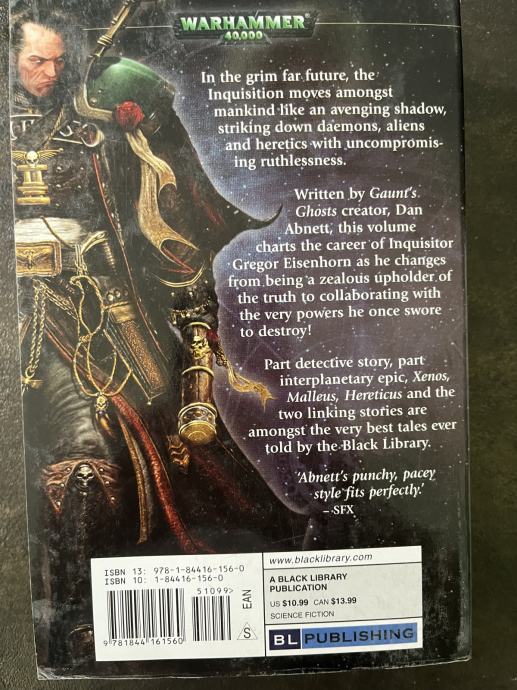 WARHAMMER
40,000
In the grim far future, the
Inquisition moves amongst
mankind like an avenging shadow,
striking down daemons, aliens
and heretics with uncompromis-
ing ruthlessness.
Written by Gaunt's
Ghosts creator, Dan
Abnett, this volume
charts the career of Inquisitor
Gregor Eisenhorn as he changes
from being a zealous upholder of
the truth to collaborating with
the very powers he once swore
to destroy!
Part detective story, part
interplanetary epic, Xenos,
Malleus, Hereticus and the
two linking stories are
amongst the very best tales ever
told by the Black Library.
'Abnett's punchy, pacey
style fits perfectly.'
– SFX
ISBN 13: 978-1-84416-156-0
ISBN 10: 1-84416-156-0
51099>
EAN
S
9 781844 161560
www.blacklibrary.com
A BLACK LIBRARY
PUBLICATION
US $10.99 CAN $13.99
SCIENCE FICTION
BL PUBLISHING